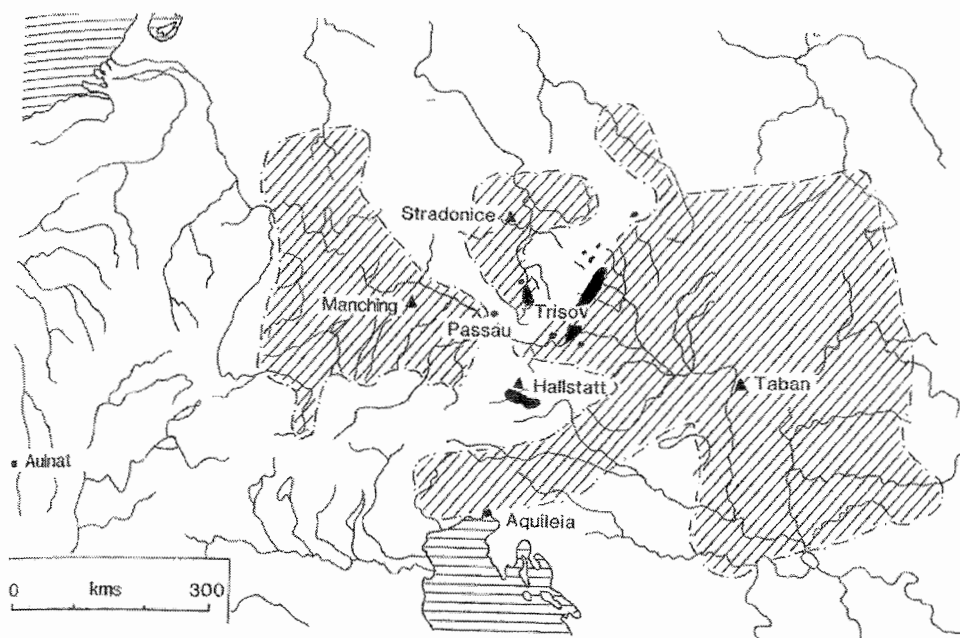 Stradonice
Manching
Trisov
Passau
Hallstatt
Taban
Aulnat
Aquileia
0 kms 300